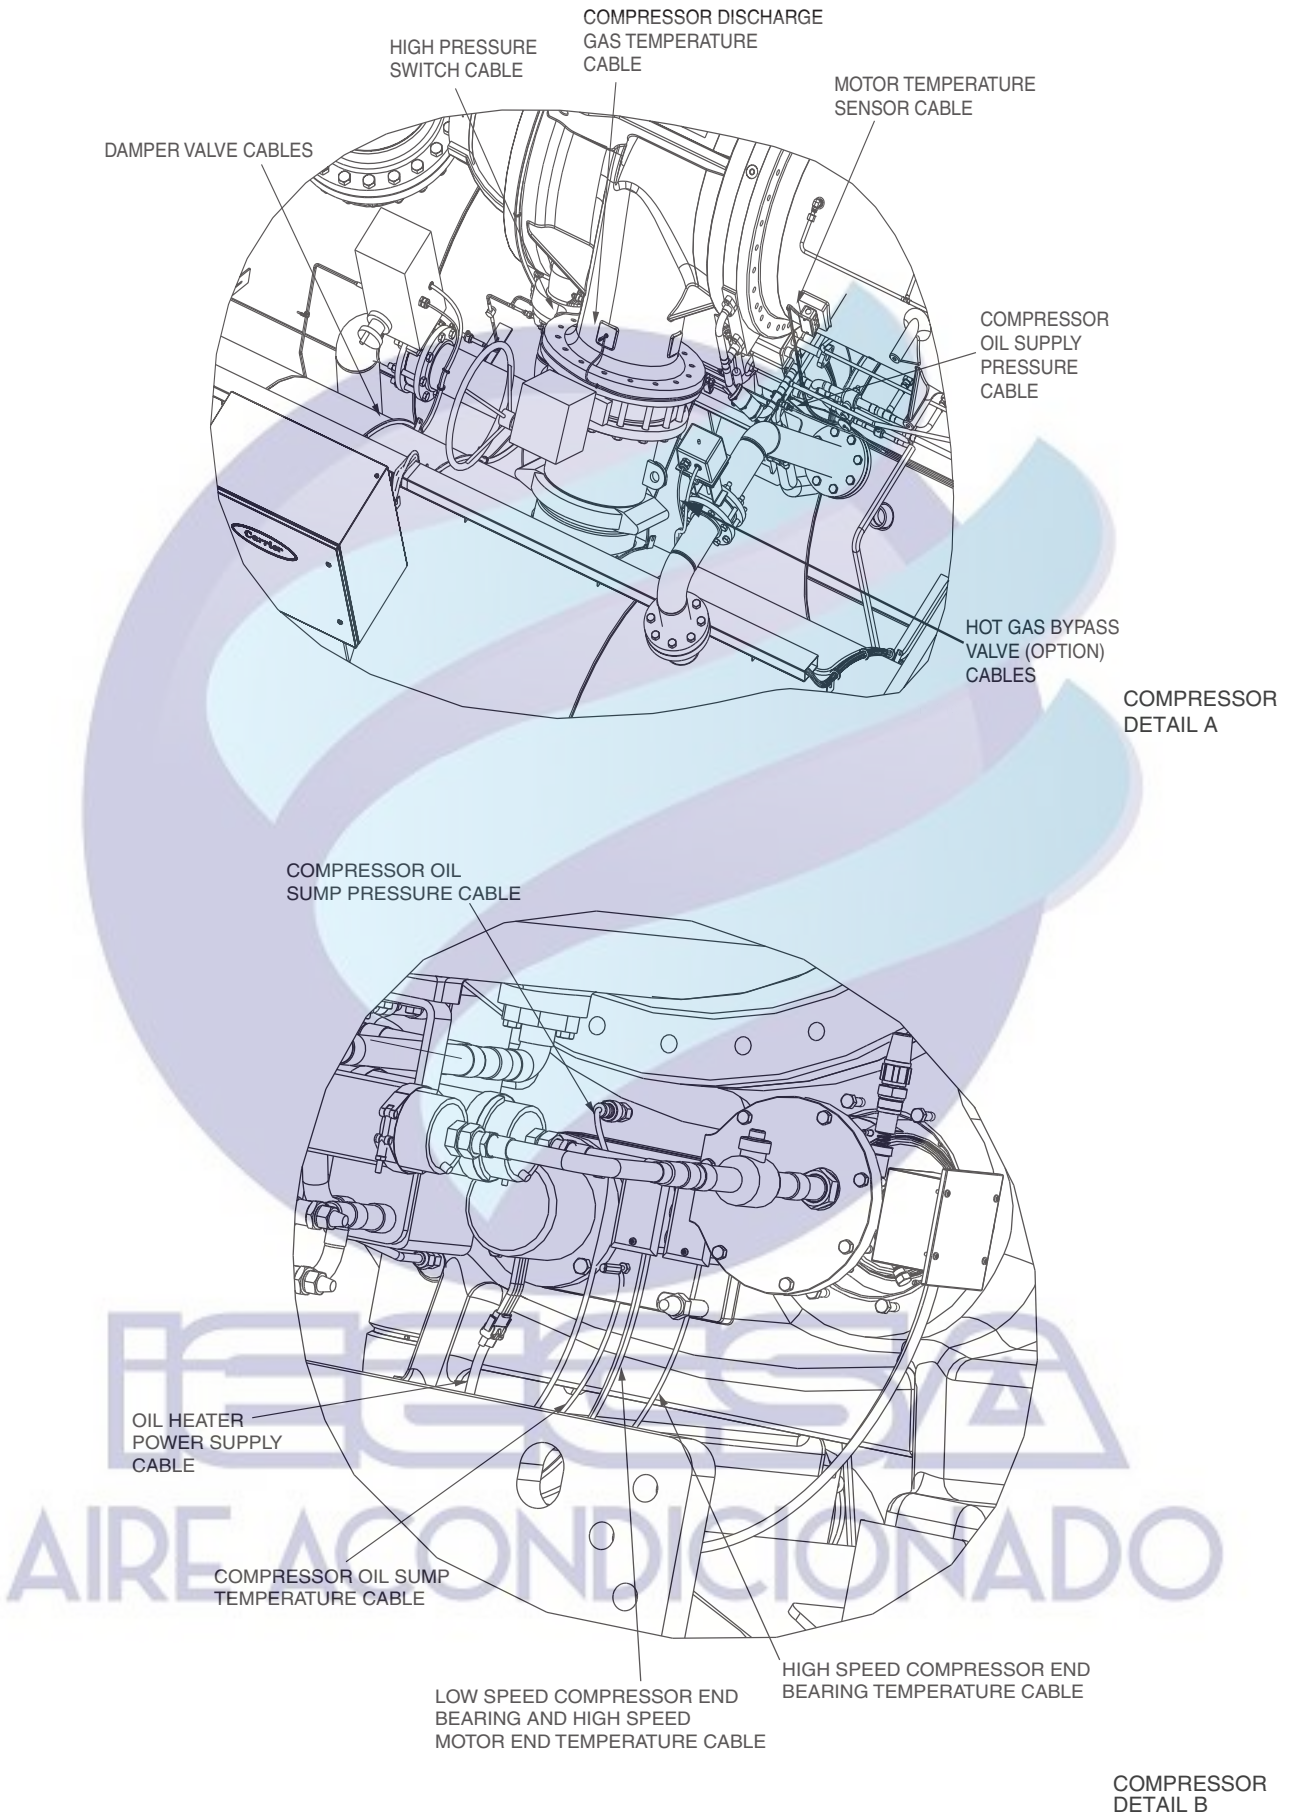 COMPRESSOR DISCHARGE
GAS TEMPERATURE
CABLE
HIGH PRESSURE
SWITCH CABLE
MOTOR TEMPERATURE
SENSOR CABLE
DAMPER VALVE CABLES
COMPRESSOR
OIL SUPPLY
PRESSURE
CABLE
Carrier
HOT GAS BYPASS
VALVE (OPTION)
CABLES
COMPRESSOR
DETAIL A
COMPRESSOR OIL
SUMP PRESSURE CABLE
OIL HEATER
POWER SUPPLY
CABLE
AIRE ACONDICIONADO
COMPRESSOR OIL SUMP
TEMPERATURE CABLE
HIGH SPEED COMPRESSOR END
BEARING TEMPERATURE CABLE
LOW SPEED COMPRESSOR END
BEARING AND HIGH SPEED
MOTOR END TEMPERATURE CABLE
COMPRESSOR
DETAIL B